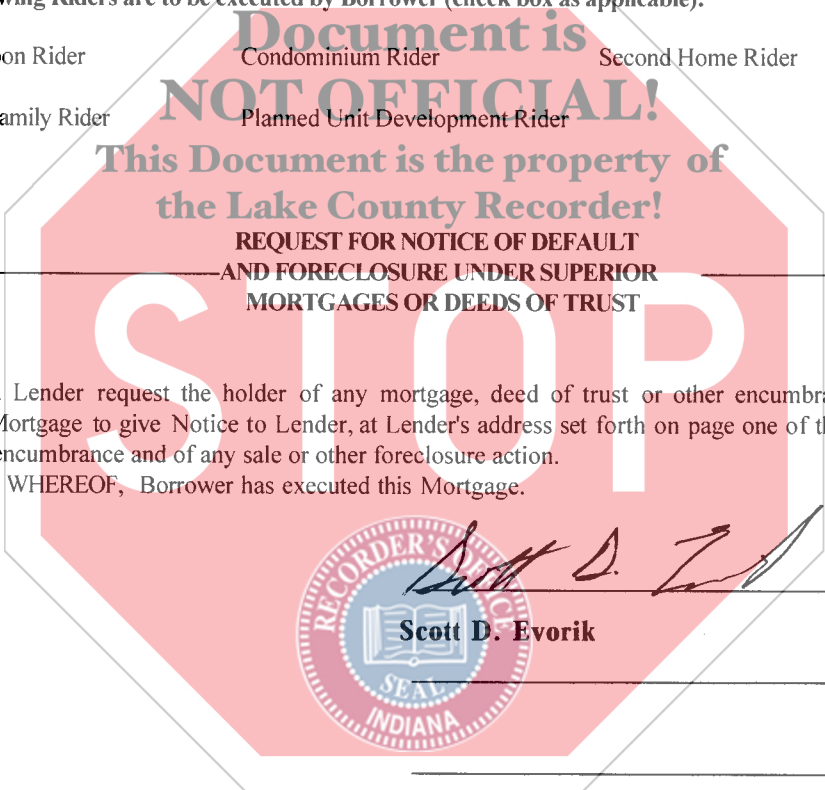 wing Riders are to be executed by Borrower (check box as applicable):
Document is
on Rider Condominium Rider Second Home Rider
NOT OFFICIAL!
amily Rider Planned Unit Development Rider
This Document is the property of
the Lake County Recorder!
REQUEST FOR NOTICE OF DEFAULT
AND FORECLOSURE UNDER SUPERIOR
MORTGAGES OR DEEDS OF TRUST
STOP
. Lender request the holder of any mortgage, deed of trust or other encumbra
Mortgage to give Notice to Lender, at Lender's address set forth on page one of th
encumbrance and of any sale or other foreclosure action.
WHEREOF, Borrower has executed this Mortgage.
Scott D.
RECORDER'S OFFICE
Scott D. Evorik
SEAL
INDIANA